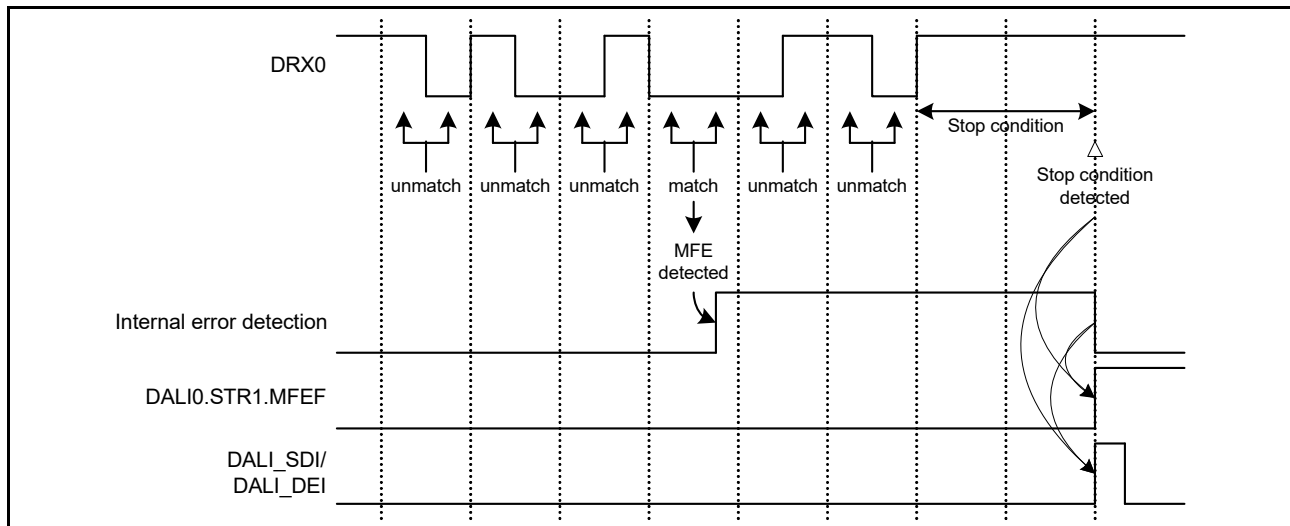 DRX0
Stop condition
unmatch unmatch unmatch match unmatch unmatch
Stop condition
detected
MFE
detected
Internal error detection
DALI0.STR1.MFEF
DALI_SDI/
DALI_DEI